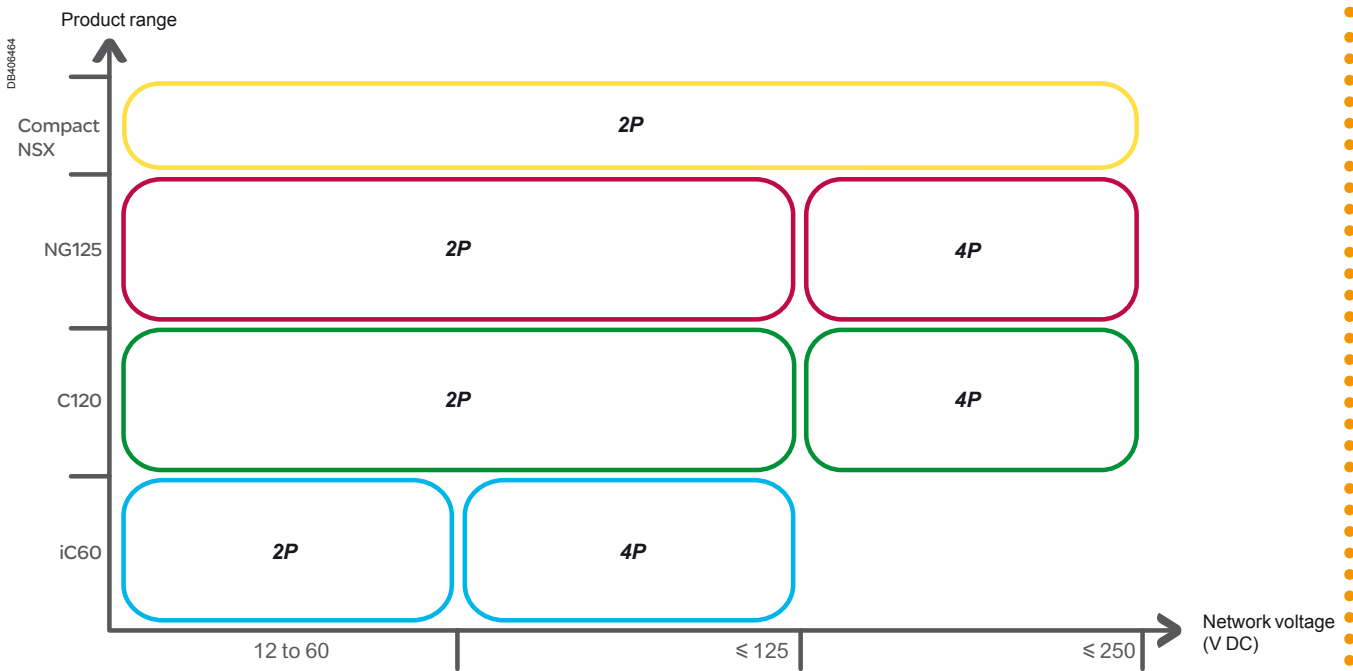 Product range
DB406464
Compact
NSX
2P
NG125
2P
4P
C120
2P
4P
iC60
2P
4P
Network voltage
(V DC)
12 to 60
⩽ 125
⩽ 250